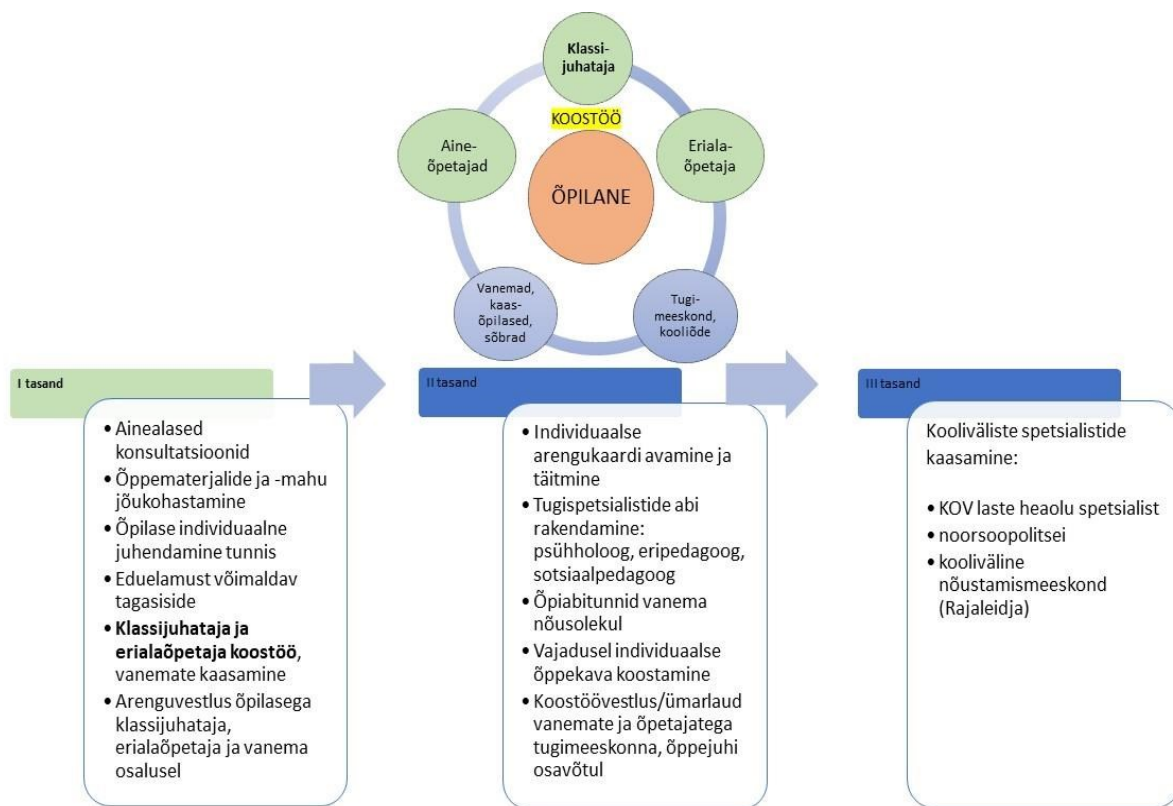 Klassi-
juhataja
KOOSTÖÖ
Aine-
õpetajad
Eriala-
õpetaja
ÕPILANE
Vanemad,
kaas-
õpilased,
sõbrad
Tugi-
meeskond,
kooliõde
I tasand
• Ainealased
konsultatsioonid
• Õppematerjalide ja -mahu
jõukohastamine
• Õpilase individuaalne
juhendamine tunnis
• Eduelamust võimaldav
tagasiside
• Klassijuhataja ja
erialaõpetaja koostöö,
vanemate kaasamine
• Arenguvestlus õpilasega
klassijuhataja,
erialaõpetaja ja vanema
osalusel
II tasand
• Individuaalse
arengukaardi avamine ja
täitmine
• Tugispetsialistide abi
rakendamine:
psühholoog, eripedagoog,
sotsiaalpedagoog
• Õpiabitunnid vanema
nõusolekul
• Vajadusel individuaalse
õppekava koostamine
• Koostöövestlus/ümarlaud
vanemate ja õpetajatega
tugimeeskonna, õppejuhi
osavõtul
III tasand
Kooliväliste spetsialistide
kaasamine:
• KOV laste heaolu spetsialist
• noorsoopolitsei
• kooliväline
nõustamismeeskond
(Rajaleidja)